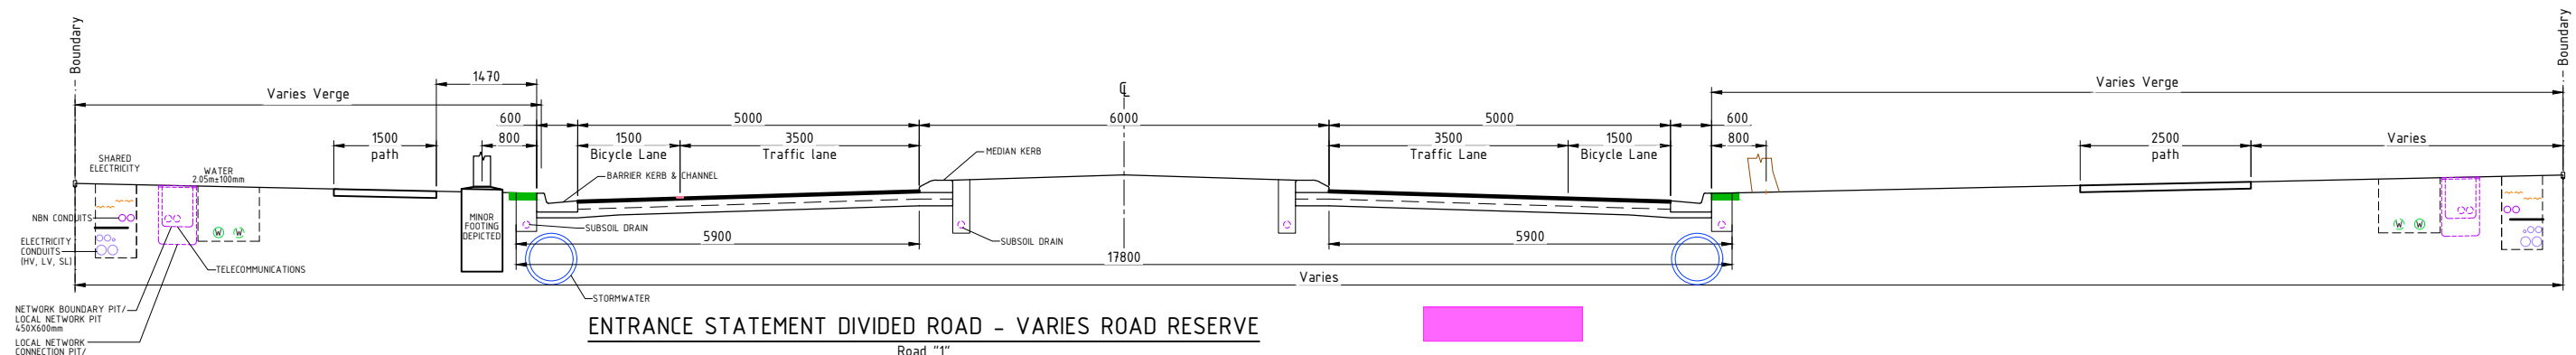 Boundary
Boundary
℄
1470
Varies Verge
Varies Verge
600
5000
6000
5000
600
1500
path
800
1500
Bicycle Lane
3500
Traffic lane
3500
Traffic Lane
1500
Bicycle Lane
800
2500
path
Varies
SHARED
ELECTRICITY
WATER
2.05m±100mm
MEDIAN KERB
BARRIER KERB & CHANNEL
NBN CONDUITS
MINOR
FOOTING
DEPICTED
W W
W W
SUBSOIL DRAIN
SUBSOIL DRAIN
ELECTRICITY
CONDUITS
(HV, LV, SL)
5900
5900
TELECOMMUNICATIONS
17800
Varies
STORMWATER
NETWORK BOUNDARY PIT/
LOCAL NETWORK PIT
450X600mm
LOCAL NETWORK
CONNECTION PIT/
ENTRANCE STATEMENT DIVIDED ROAD - VARIES ROAD RESERVE
Road "1"